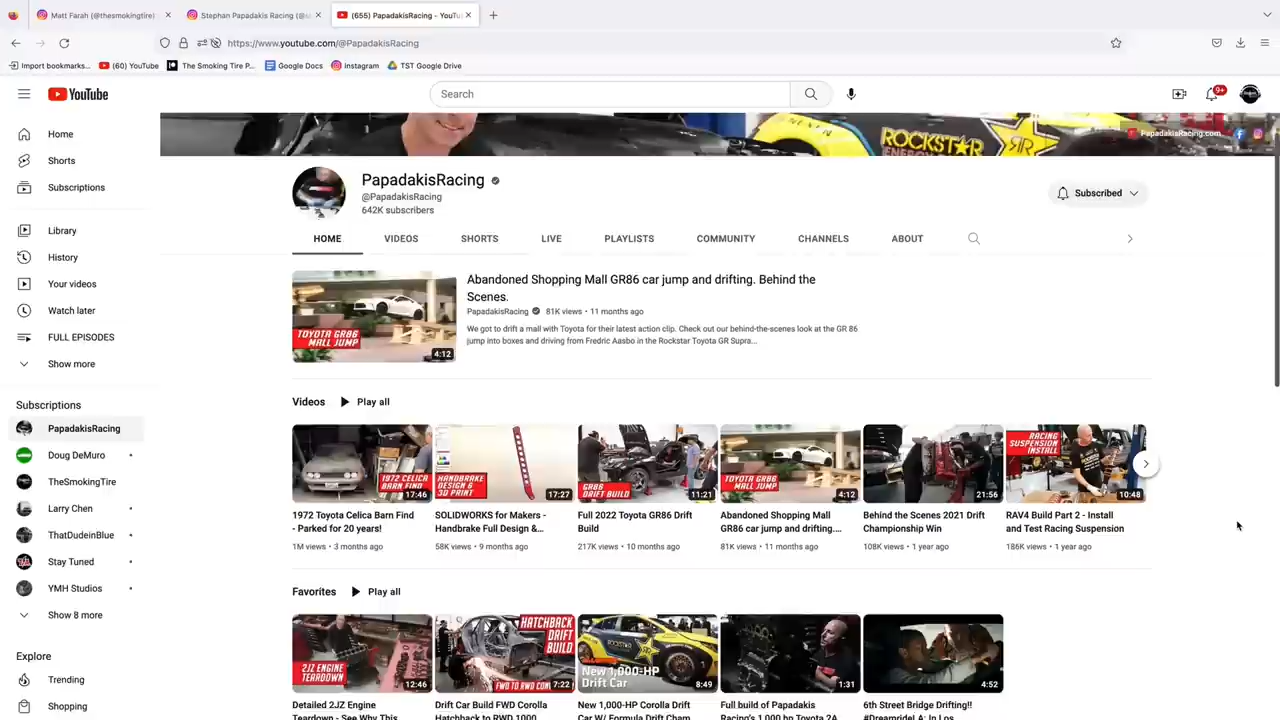 Matt Farah (@thesmokingtire)
Stephan Papadakis Racing (@
(655) PapadakisRacing - YouTu
https://www.youtube.com/@PapadakisRacing
Import bookmarks...
(60) YouTube
The Smoking Tire P...
Google Docs
instagram
TST Google Drive
YouTube
Search
9+
Home
Shorts
Subscriptions
Library
History
Your videos
Watch later
FULL EPISODES
Show more
Subscriptions
PapadakisRacing
Doug DeMuro
TheSmokingTire
Larry Chen
ThatDudeinBlue
Stay Tuned
YMH Studios
Show 8 more
Explore
Trending
Shopping
ROCKSTAR
ENERGY
PapadakisRacing.com
PapadakisRacing
@PapadakisRacing
642K subscribers
Subscribed
HOME
VIDEOS
SHORTS
LIVE
PLAYLISTS
COMMUNITY
CHANNELS
ABOUT
TOYOTA GR86
MALL JUMP
4:12
Abandoned Shopping Mall GR86 car jump and drifting. Behind the
Scenes.
PapadakisRacing 81K views • 11 months ago
We got to drift a mall with Toyota for their latest action clip. Check out our behind-the-scenes look at the GR 86
jump into boxes and driving from Fredric Aasbo in the Rockstar Toyota GR Supra...
Videos
Play all
1972 CELICA
BARN FIND
17:46
1972 Toyota Celica Barn Find
- Parked for 20 years!
1M views • 3 months ago
HANDBRAKE
DESIGN &
3D PRINT
17:27
SOLIDWORKS for Makers -
Handbrake Full Design &...
58K views • 9 months ago
GR86
DRIFT BUILD
11:21
Full 2022 Toyota GR86 Drift
Build
217K views • 10 months ago
TOYOTA GR86
MALL JUMP
4:12
Abandoned Shopping Mall
GR86 car jump and drifting....
81K views • 11 months ago
21:56
Behind the Scenes 2021 Drift
Championship Win
108K views • 1 year ago
RACING
SUSPENSION
INSTALL
10:48
RAV4 Build Part 2 - Install
and Test Racing Suspension
186K views • 1 year ago
Favorites
Play all
2JZ ENGINE
TEARDOWN
12:46
Detailed 2JZ Engine
Teardown - See Why This
HATCHBACK
DRIFT
BUILD
FWD TO RWD CON
7:22
Drift Car Build FWD Corolla
Hatchback to RWD 1000
New 1,000-HP
Drift Car
8:49
New 1,000-HP Corolla Drift
Car W/ Formula Drift Cham
1:31
Full build of Papadakis
Racing's 1,000 hp Toyota 2A
4:52
6th Street Bridge Drifting!!
#DreamrideLA: In Los